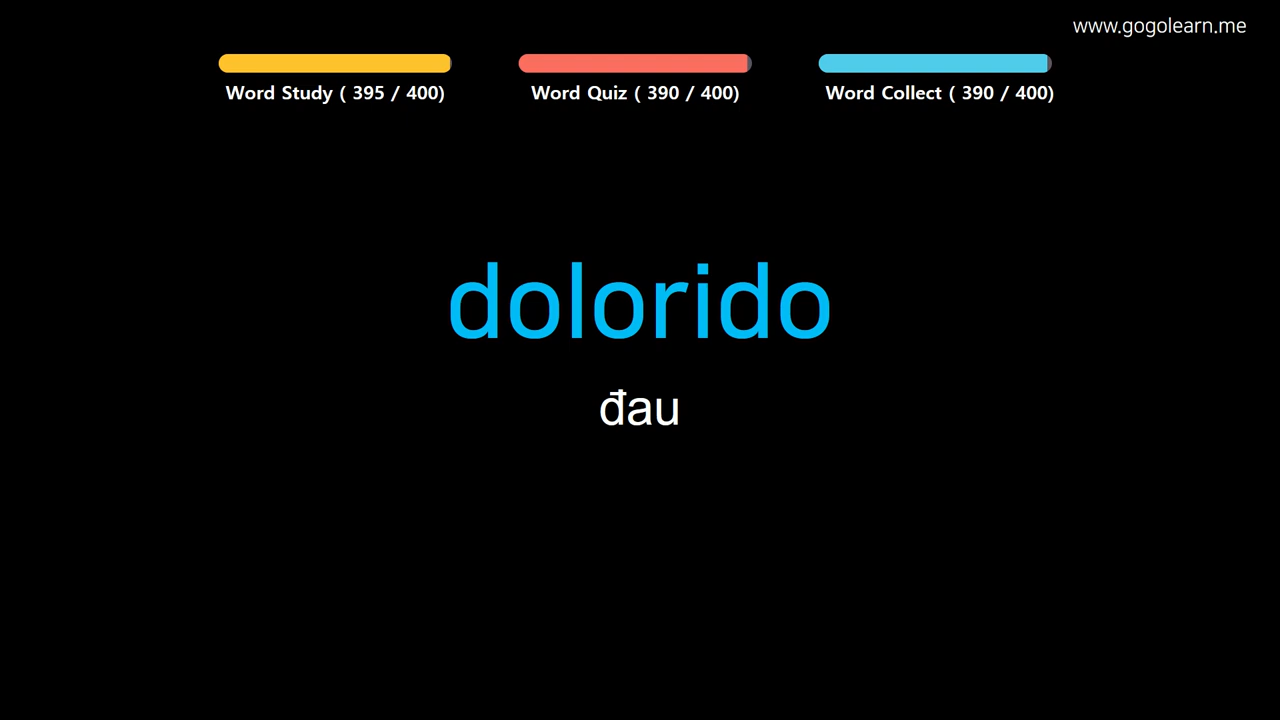 www.gogolearn.me
Word Study ( 395 / 400)
Word Quiz ( 390 / 400)
Word Collect ( 390 / 400)
dolorido
đau